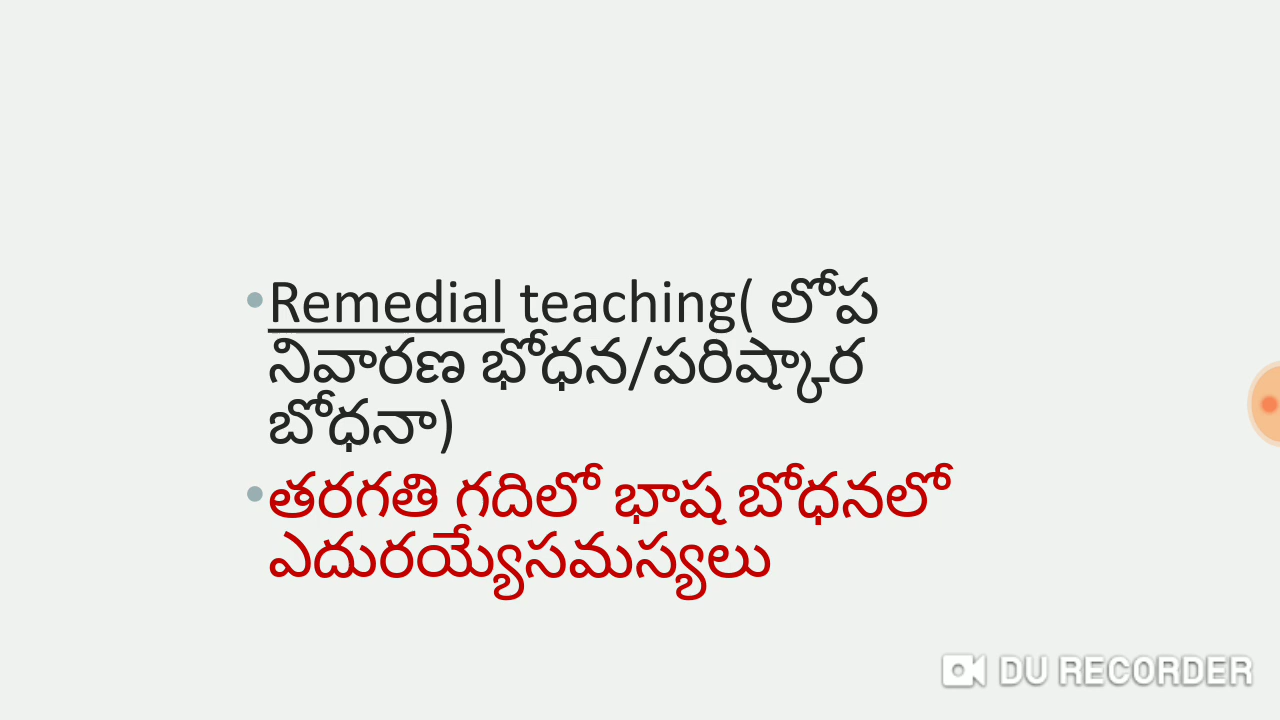 •Remedial teaching( లోప
నివారణ భోధన/పరిష్కార
బోధనా)
•తరగతి గదిలో భాష బోధనలో
ఎదురయ్యేసమస్యలు
DU RECORDER